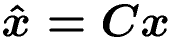 x̂ = Cx